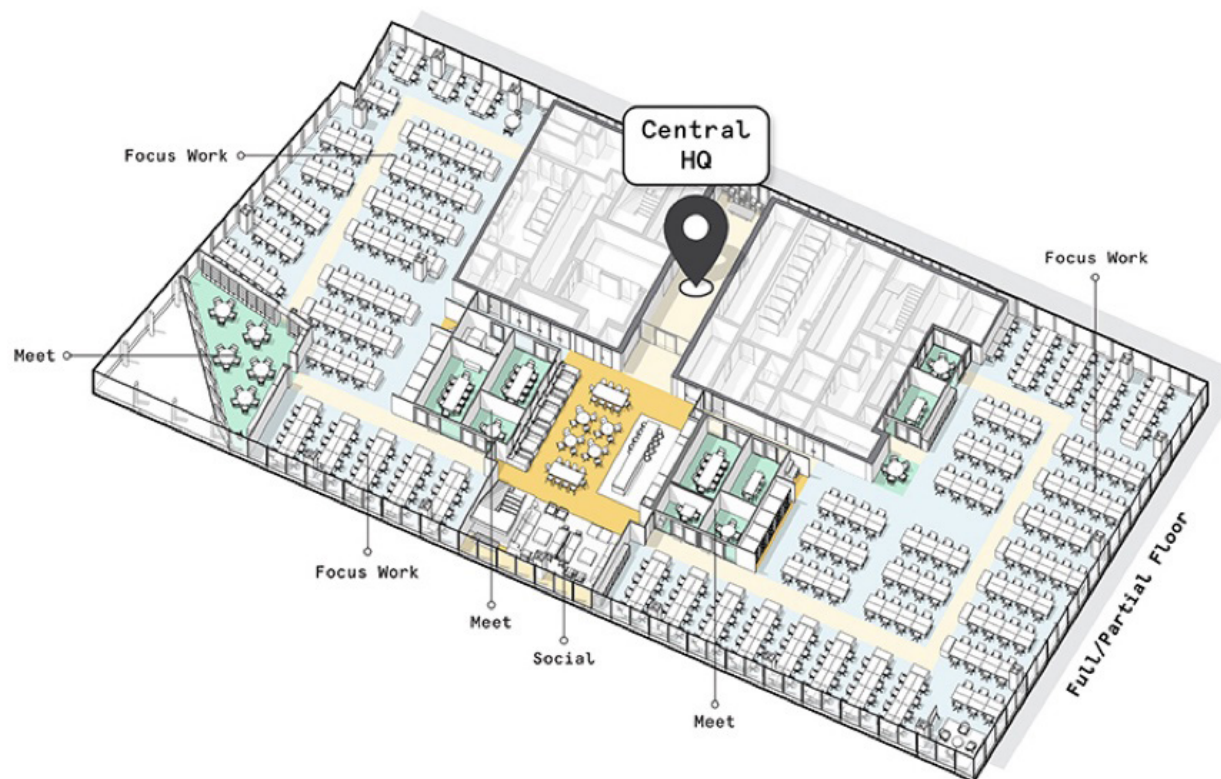 Central
HQ
Focus Work
Focus Work
Meet
Focus Work
Meet
Social
Meet
Full/Partial Floor